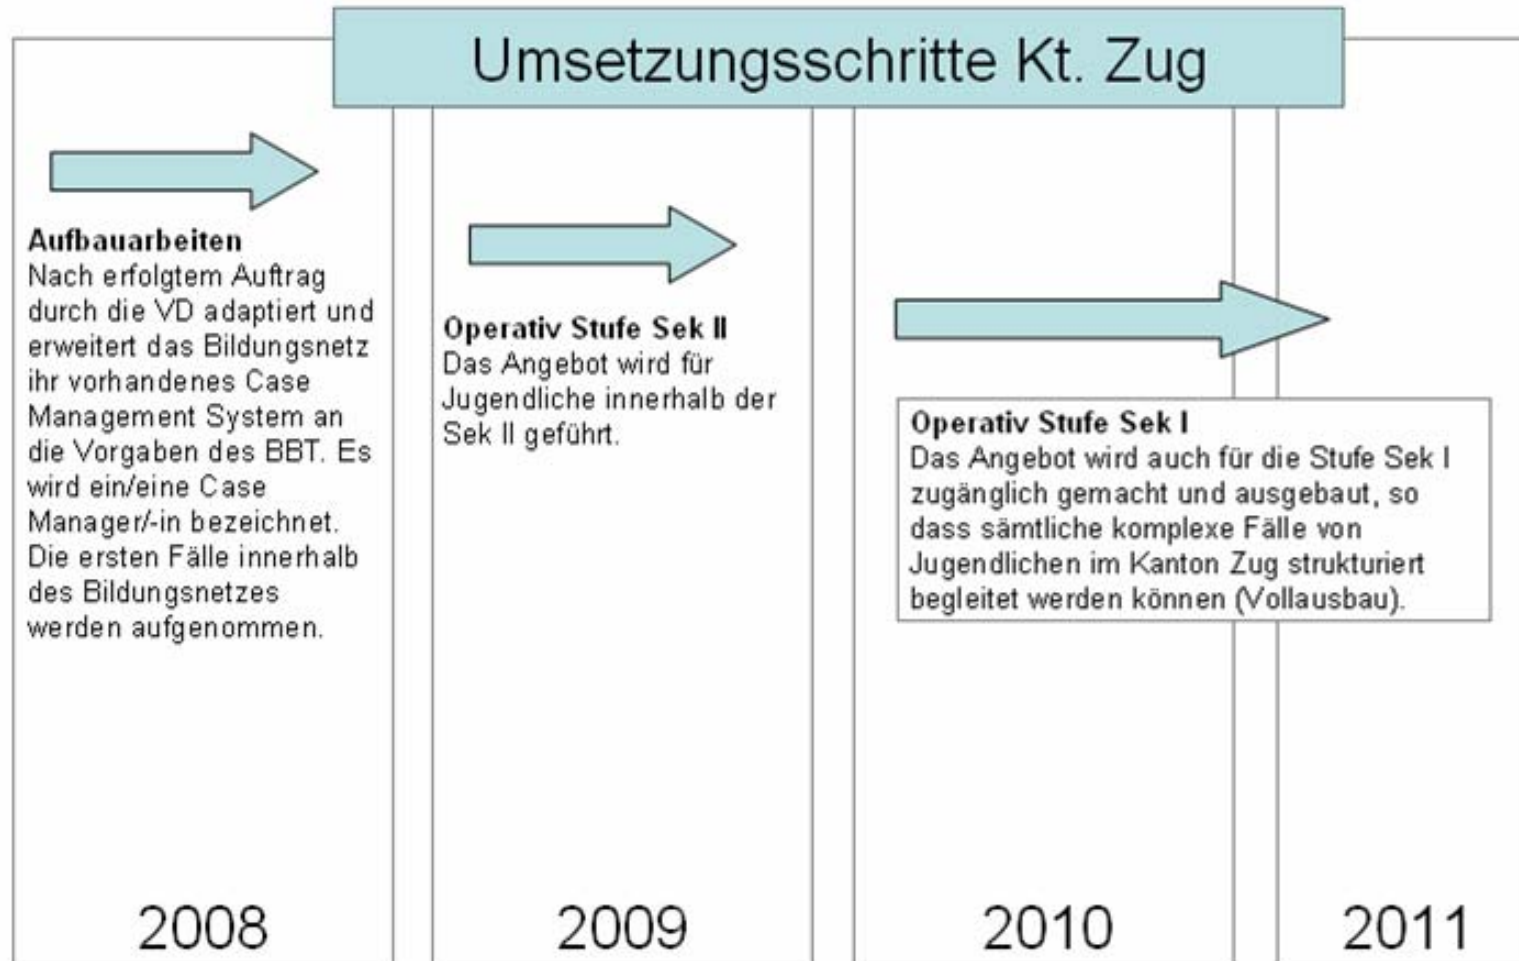 Umsetzungsschritte Kt. Zug
Aufbauarbeiten
Nach erfolgtem Auftrag
durch die VD adaptiert und
erweitert das Bildungsnetz
ihr vorhandenes Case
Management System an
die Vorgaben des BBT. Es
wird ein/eine Case
Manager/-in bezeichnet.
Die ersten Fälle innerhalb
des Bildungsnetzes
werden aufgenommen.
Operativ Stufe Sek II
Das Angebot wird für
Jugendliche innerhalb der
Sek II geführt.
Operativ Stufe Sek I
Das Angebot wird auch für die Stufe Sek I
zugänglich gemacht und ausgebaut, so
dass sämtliche komplexe Fälle von
Jugendlichen im Kanton Zug strukturiert
begleitet werden können (Vollausbau).
2008
2009
2010
2011